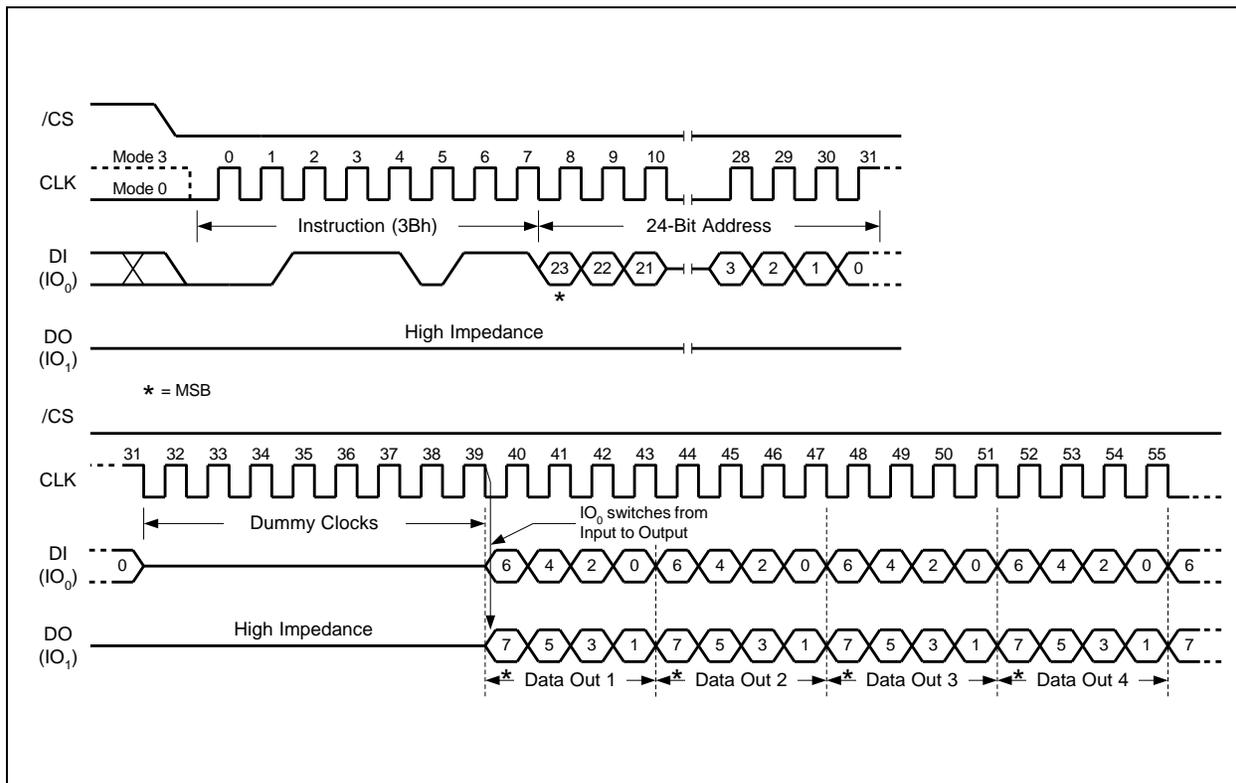 /CS
Mode 3 0 1 2 3 4 5 6 7 8 9 10 28 29 30 31
CLK
Mode 0
Instruction (3Bh) 24-Bit Address
DI
(IO0) 23 22 21 3 2 1 0
*
DO High Impedance
(IO1)
* = MSB
/CS
31 32 33 34 35 36 37 38 39 40 41 42 43 44 45 46 47 48 49 50 51 52 53 54 55
CLK
Dummy Clocks
IO0 switches from
Input to Output
DI
(IO0) 0 6 4 2 0 6 4 2 0 6 4 2 0 6 4 2 0 6
DO High Impedance
(IO1) 7 5 3 1 7 5 3 1 7 5 3 1 7 5 3 1 7
* Data Out 1 * Data Out 2 * Data Out 3 * Data Out 4